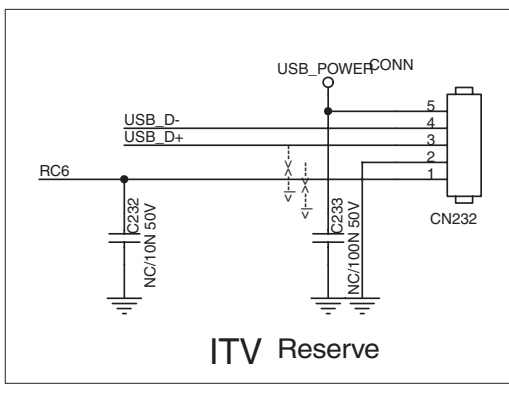 USB_POWER CONN
5
USB_D- 4
USB_D+ 3
2
RC6 1
C232
NC/10N 50V
C233
NC/100N 50V
CN232
ITV Reserve